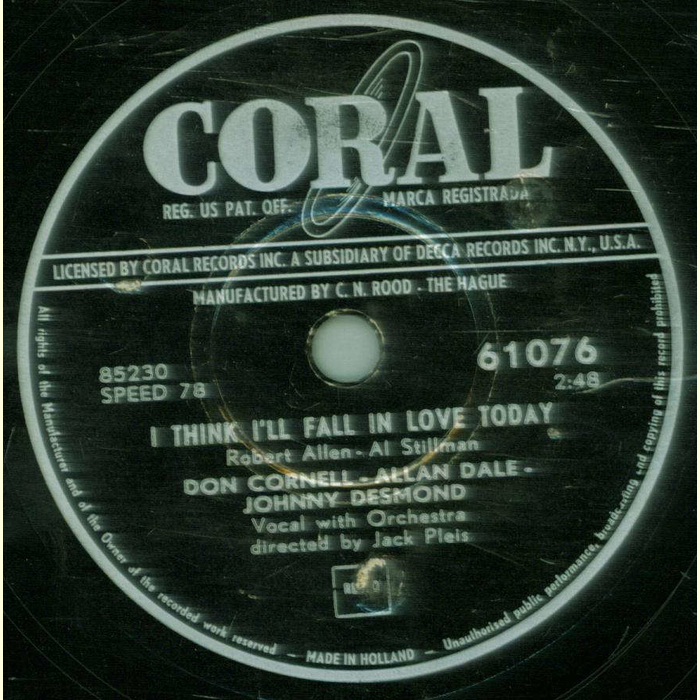 CORAL
REG. US PAT. OFF. MARCA REGISTRADA
LICENSED BY CORAL RECORDS INC. A SUBSIDIARY OF DECCA RECORDS INC. N.Y., U.S.A.
MANUFACTURED BY C. N. ROOD - THE HAGUE
85230
SPEED 78
61076
2:48
I THINK I'LL FALL IN LOVE TODAY
Robert Allen - Al Stillman
DON CORNELL - ALLAN DALE -
JOHNNY DESMOND
Vocal with Orchestra
directed by Jack Pleis
All rights of the Manufacturer and of the Owner of the recorded work reserved - MADE IN HOLLAND - Unauthorised public performance, broadcasting and copying of this record prohibited